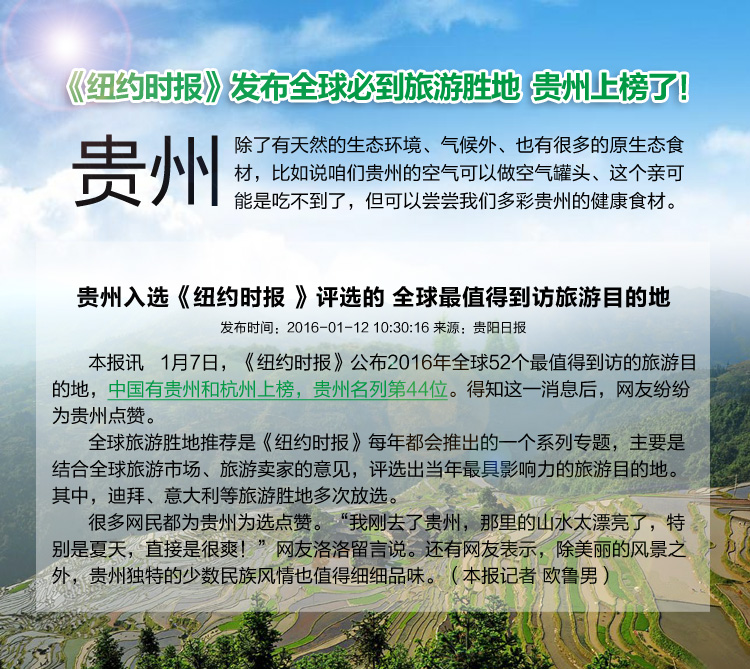 《纽约时报》发布全球必到旅游胜地 贵州上榜了!
贵州
除了有天然的生态环境、气候外、也有很多的原生态食
材，比如说咱们贵州的空气可以做空气罐头、这个亲可
能是吃不到了，但可以尝尝我们多彩贵州的健康食材。
贵州入选《纽约时报 》评选的 全球最值得到访旅游目的地
发布时间：2016-01-12 10:30:16 来源：贵阳日报
本报讯 1月7日，《纽约时报》公布2016年全球52个最值得到访的旅游目
的地，中国有贵州和杭州上榜，贵州名列第44位。得知这一消息后，网友纷纷
为贵州点赞。
全球旅游胜地推荐是《纽约时报》每年都会推出的一个系列专题，主要是
结合全球旅游市场、旅游卖家的意见，评选出当年最具影响力的旅游目的地。
其中，迪拜、意大利等旅游胜地多次放选。
很多网民都为贵州为选点赞。“我刚去了贵州，那里的山水太漂亮了，特
别是夏天，直接是很爽！”网友洛洛留言说。还有网友表示，除美丽的风景之
外，贵州独特的少数民族风情也值得细细品味。（本报记者 欧鲁男）